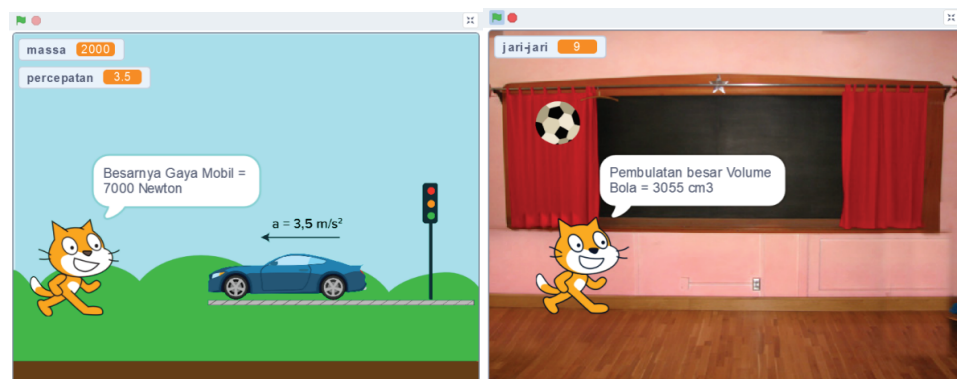 massa 2000
percepatan 3.5
Besarnya Gaya Mobil =
7000 Newton
a = 3,5 m/s²
jari-jari 9
Pembulatan besar Volume
Bola = 3055 cm3